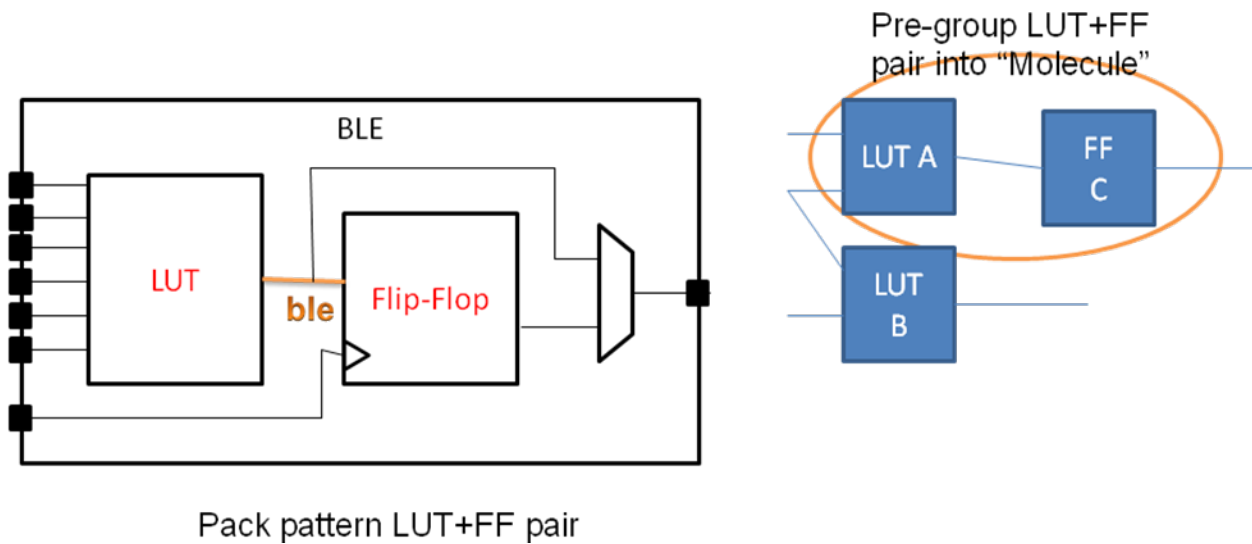 Pre-group LUT+FF
pair into “Molecule”
BLE
LUT
ble
Flip-Flop
LUT A
FF
C
LUT
B
Pack pattern LUT+FF pair